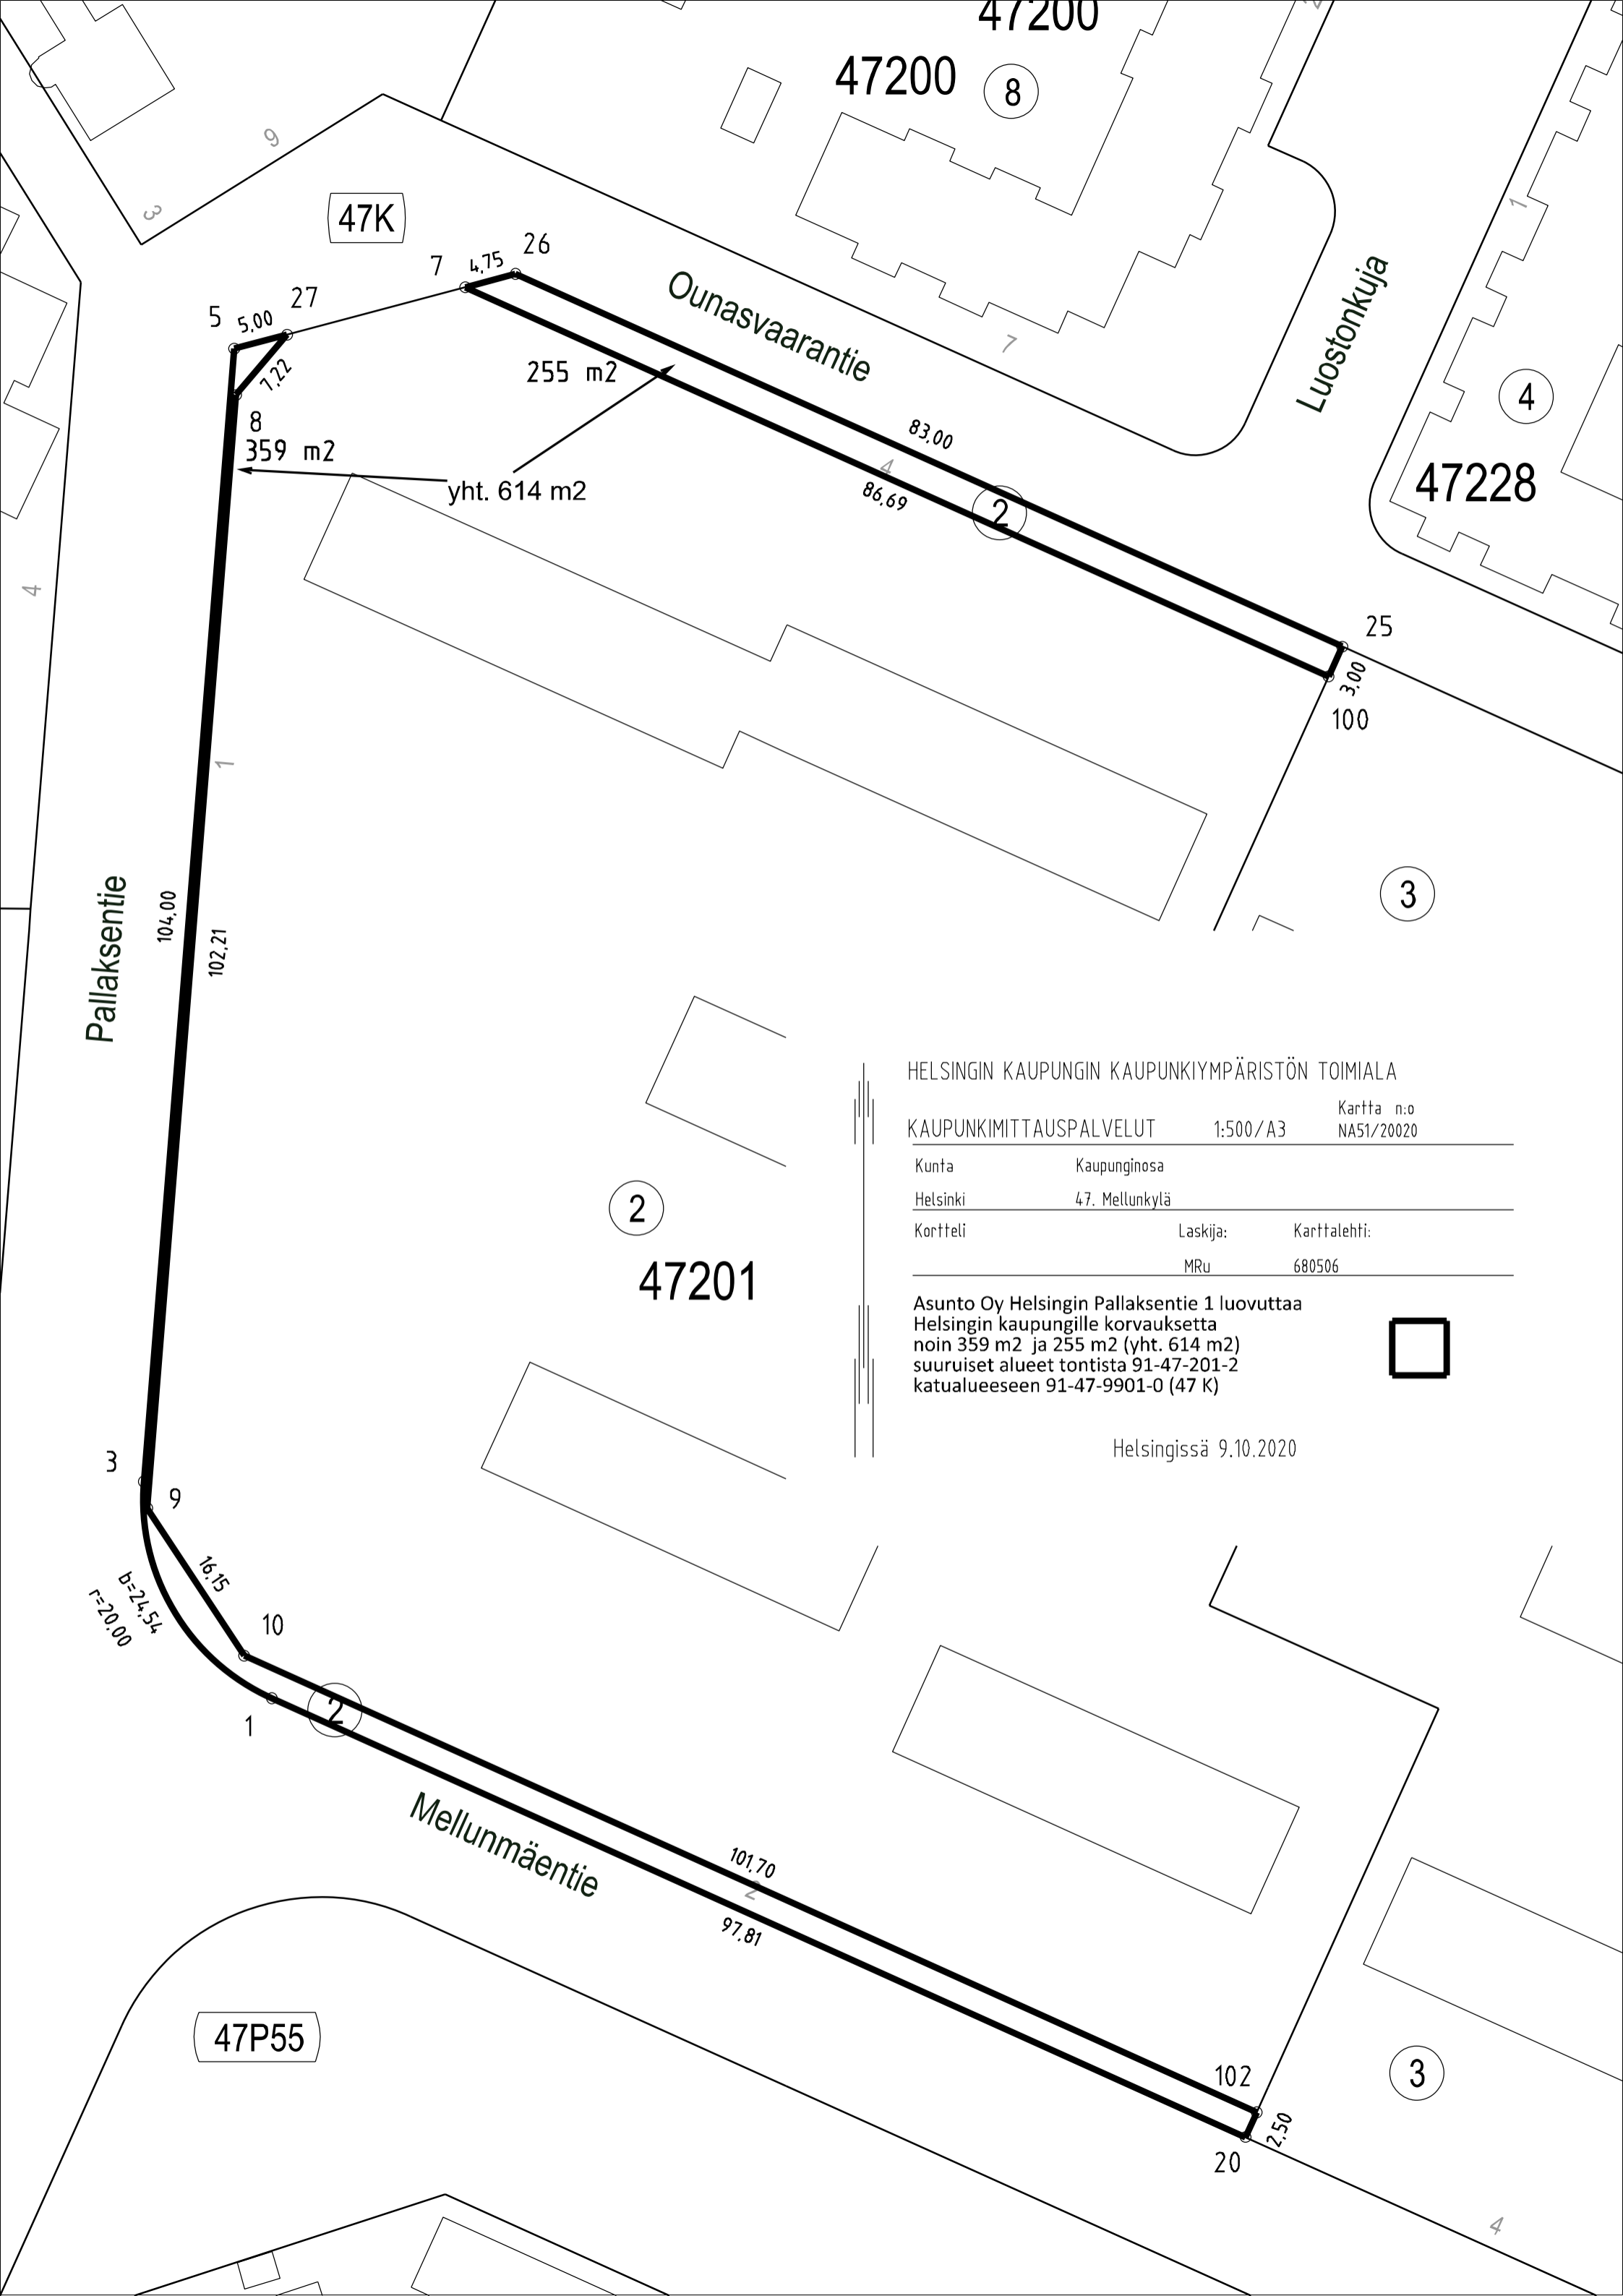 47200
47200
8
9
3
47K
1
7
4,75
26
Ounasvaarantie
Luostonkuja
7
5
5,00
27
7,22
255 m2
4
47228
8
359 m2
yht. 614 m2
83,00
4
86,69
2
4
25
3,00
100
1
Pallaksentie
104,00
102,21
3
2
47201
HELSINGIN KAUPUNGIN KAUPUNKIYMPÄRISTÖN TOIMIALA
KAUPUNKIMITTAUSPALVELUT 1:500/A3 Kartta n:o NA51/20020
Kunta Kaupunginosa
Helsinki 47. Mellunkylä
Kortteli Laskija: Karttalehti:
MRu 680506
Asunto Oy Helsingin Pallaksentie 1 luovuttaa
Helsingin kaupungille korvauksetta
noin 359 m2 ja 255 m2 (yht. 614 m2)
suuruiset alueet tontista 91-47-201-2
katualueeseen 91-47-9901-0 (47 K)
Helsingissä 9.10.2020
3
9
16,15
b=24,54
r=20,00
10
1
2
Mellunmäentie
101,70
2
97,81
47P55
102
2,50
20
3
4